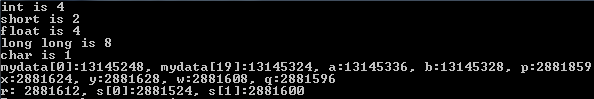 int is 4
short is 2
float is 4
long long is 8
char is 1
mydata[0]:13145248, mydata[19]:13145324, a:13145336, b:13145328, p:2881859
x:2881624, y:2881628, w:2881608, q:2881596
r: 2881612, s[0]:2881524, s[1]:2881600